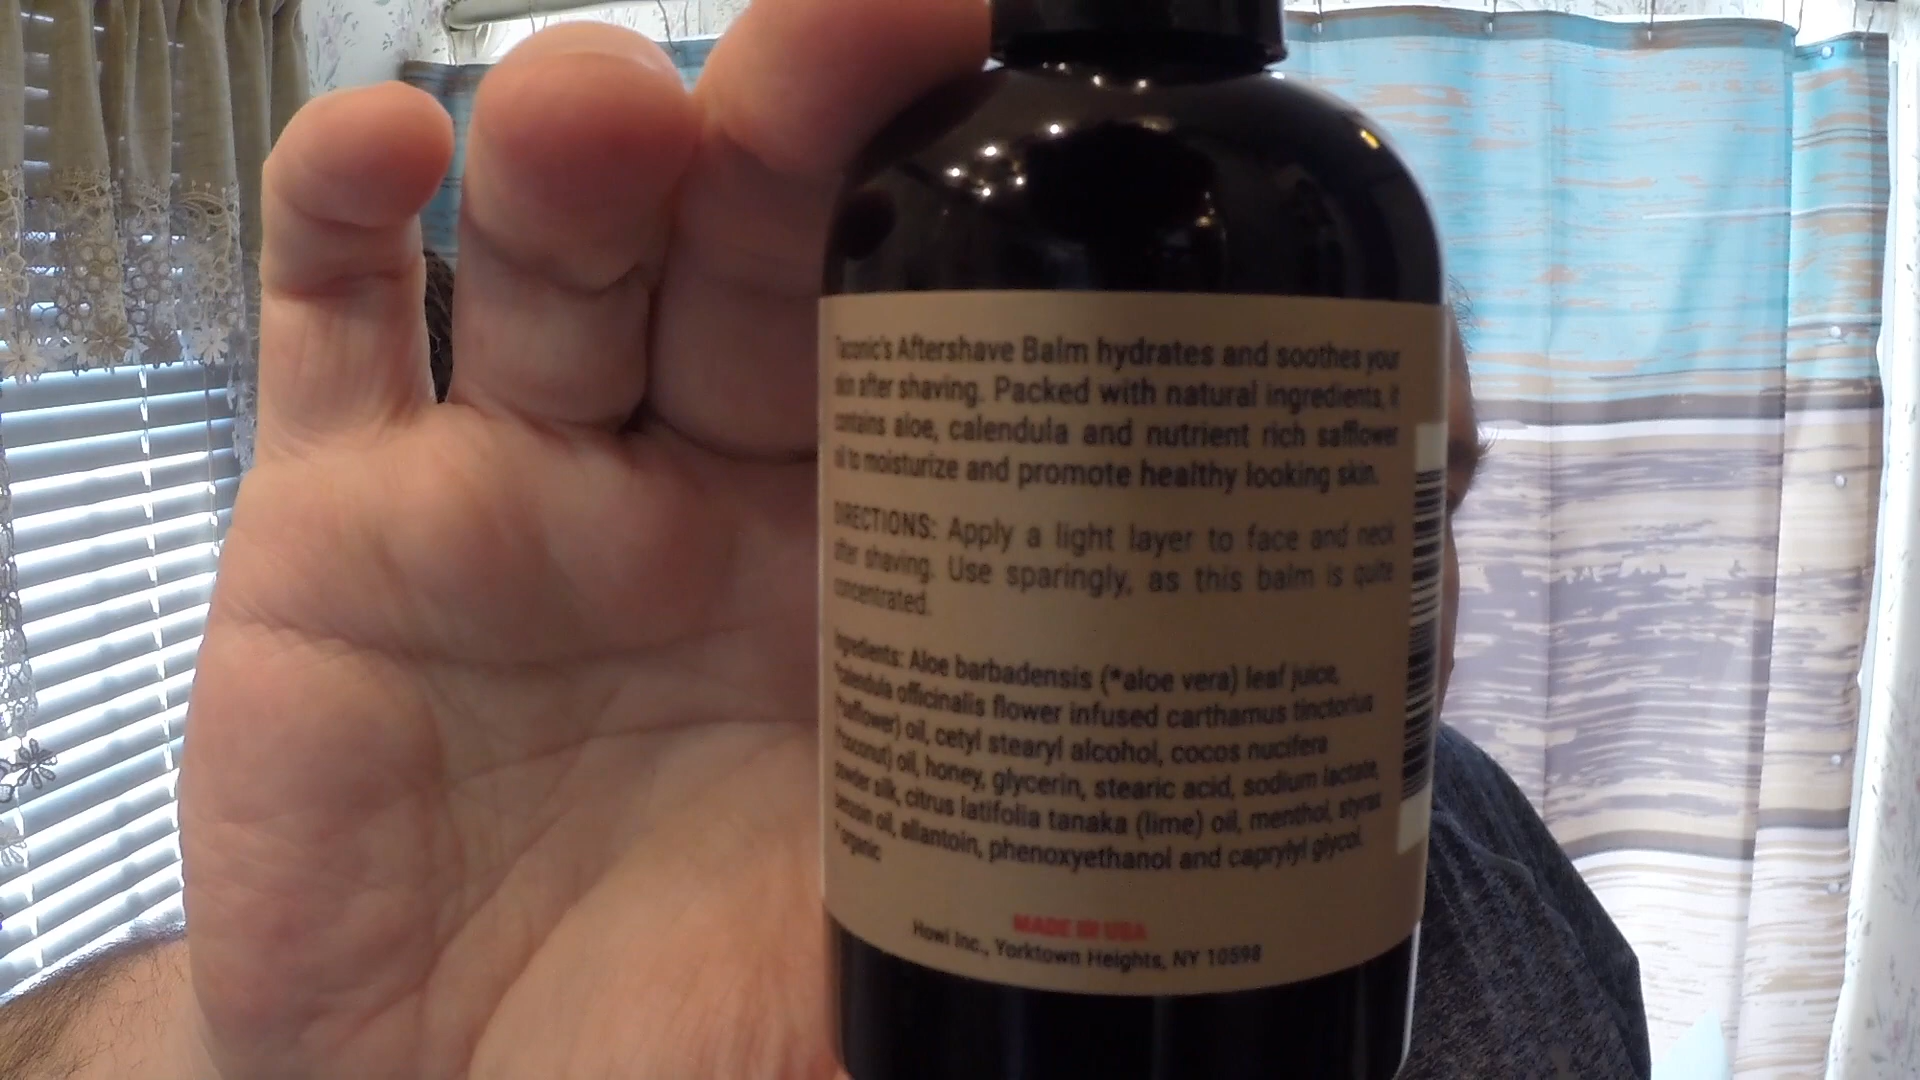 Taconic's Aftershave Balm hydrates and soothes your
skin after shaving. Packed with natural ingredients, it
contains aloe, calendula and nutrient rich safflower
oil to moisturize and promote healthy looking skin.
DIRECTIONS: Apply a light layer to face and neck
after shaving. Use sparingly, as this balm is quite
concentrated.
Ingredients: Aloe barbadensis (*aloe vera) leaf juice,
*calendula officinalis flower infused carthamus tinctorius
(*safflower) oil, cetyl stearyl alcohol, cocos nucifera
(*coconut) oil, honey, glycerin, stearic acid, sodium lactate,
powder silk, citrus latifolia tanaka (lime) oil, menthol, styrax
benzoin oil, allantoin, phenoxyethanol and caprylyl glycol.
* organic
MADE IN USA
Howi Inc., Yorktown Heights, NY 10598